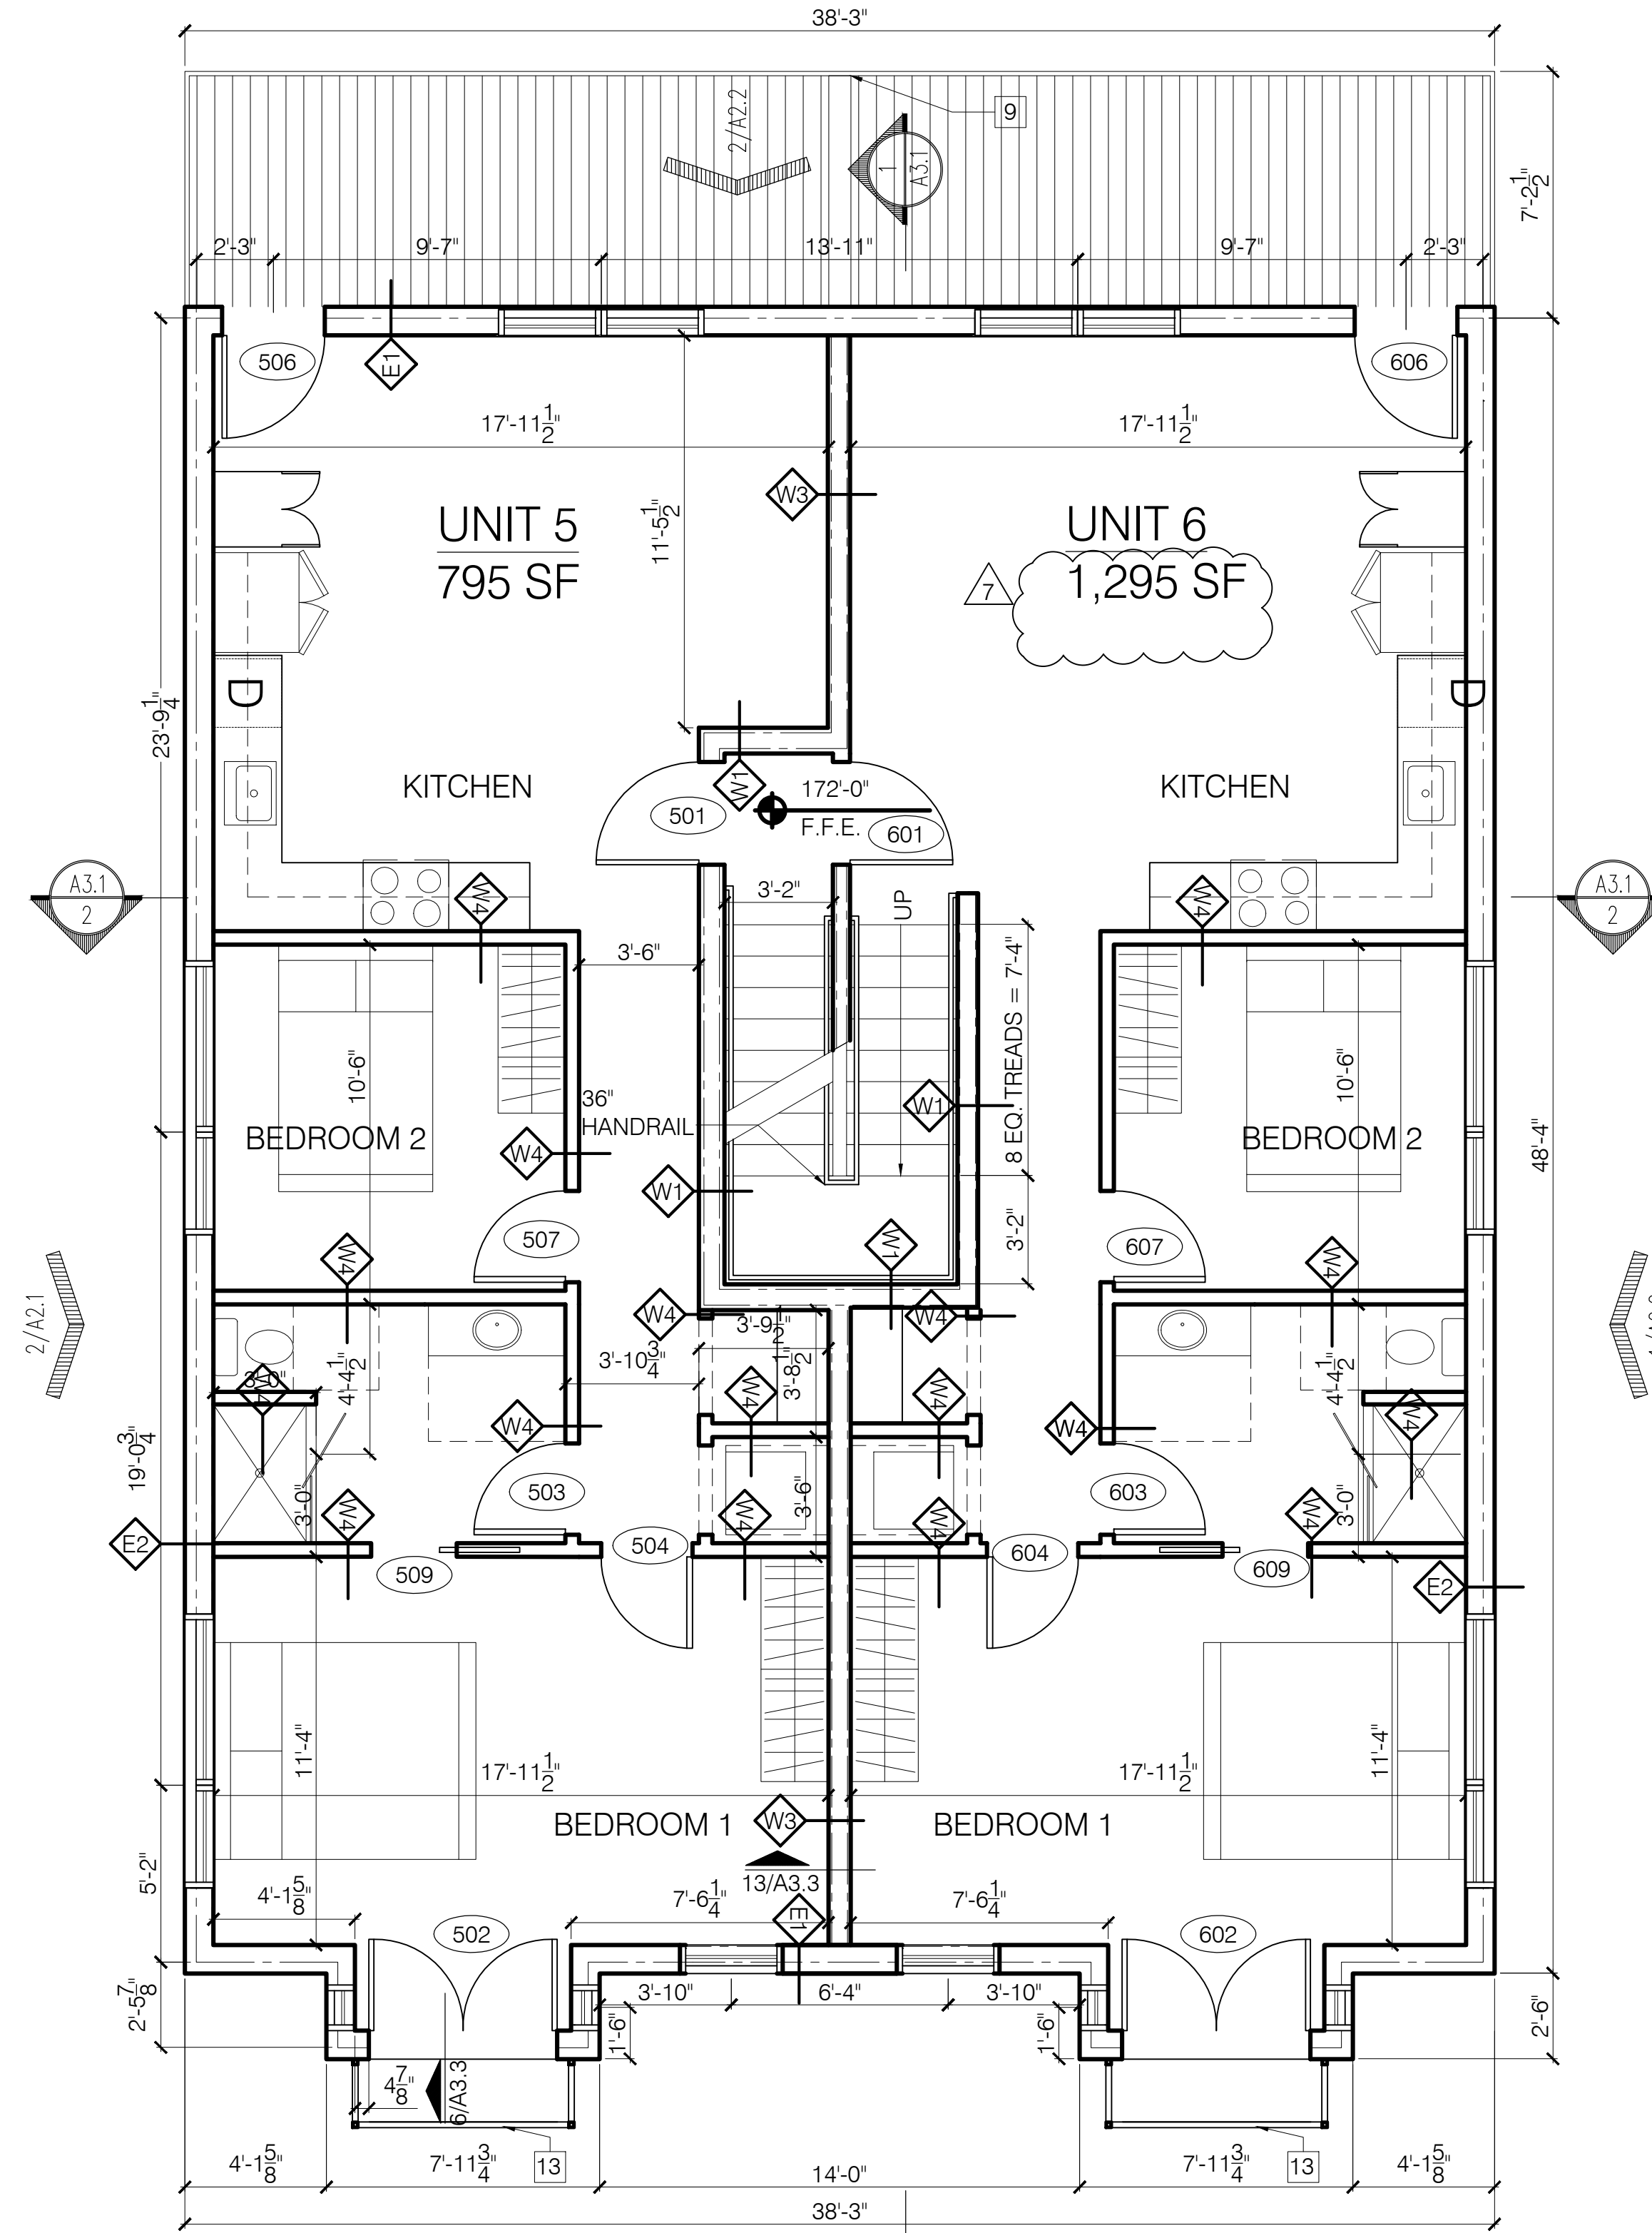 38'-3"
2/A2.2
9
1
A3.1
7'-2 1/2"
2'-3"
9'-7"
13'-11"
9'-7"
2'-3"
506
E1
606
17'-11 1/2"
17'-11 1/2"
W3
11'-5 1/2"
UNIT 5
795 SF
UNIT 6
1,295 SF
7
23'-9 1/4"
D
D
KITCHEN
KITCHEN
W1
172'-0"
F.F.E.
501
601
A3.1
2
A3.1
2
W4
3'-2"
UP
W4
3'-6"
8 EQ. TREADS = 7'-4"
10'-6"
10'-6"
36"
HANDRAIL
W1
BEDROOM 2
BEDROOM 2
W4
48'-4"
W1
507
607
3'-2"
W1
W4
W4
2/A2.1
W4
W4
3'-9 1/2"
3'-8 1/2"
3'-10 3/4"
3'-0"
W4
4'-4 1/2"
4'-4 1/2"
W4
W4
W4
W4
W4
19'-0 3/4"
503
603
3'-0"
3'-6"
3'-0"
W4
W4
W4
W4
E2
504
604
509
609
E2
11'-4"
11'-4"
17'-11 1/2"
17'-11 1/2"
BEDROOM 1
W3
BEDROOM 1
13/A3.3
5'-2"
4'-1 5/8"
7'-6 1/4"
7'-6 1/4"
E1
502
602
2'-5 7/8"
3'-10"
6'-4"
3'-10"
1'-6"
1'-6"
2'-6"
4 7/8"
6/A3.3
13
13
4'-1 5/8"
7'-11 3/4"
14'-0"
7'-11 3/4"
4'-1 5/8"
38'-3"